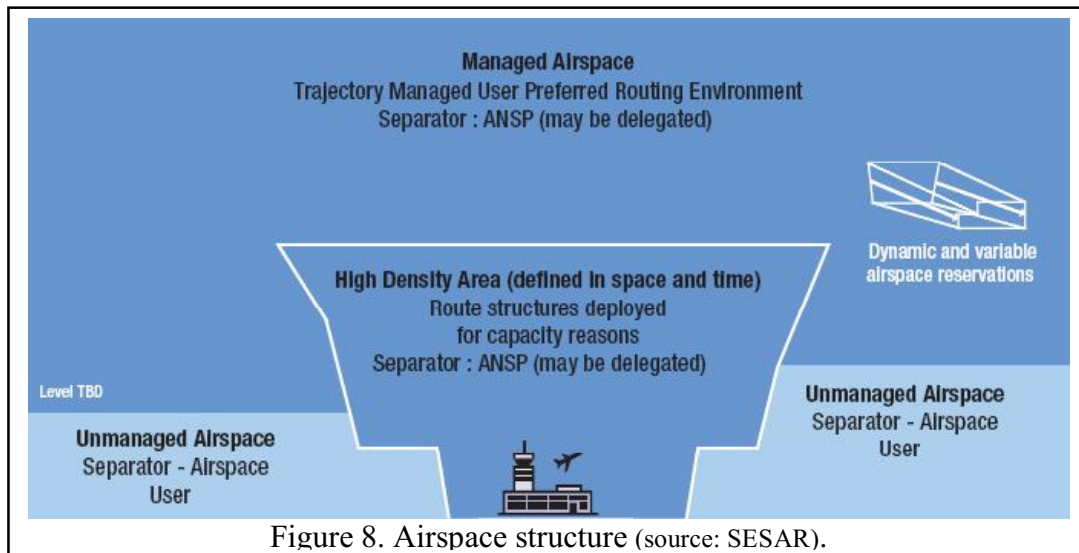 Managed Airspace
Trajectory Managed User Preferred Routing Environment
Separator : ANSP (may be delegated)
Dynamic and variable
airspace reservations
High Density Area (defined in space and time)
Route structures deployed
for capacity reasons
Separator : ANSP (may be delegated)
Level TBD
Unmanaged Airspace
Separator - Airspace
User
Unmanaged Airspace
Separator - Airspace
User
Figure 8. Airspace structure (source: SESAR).